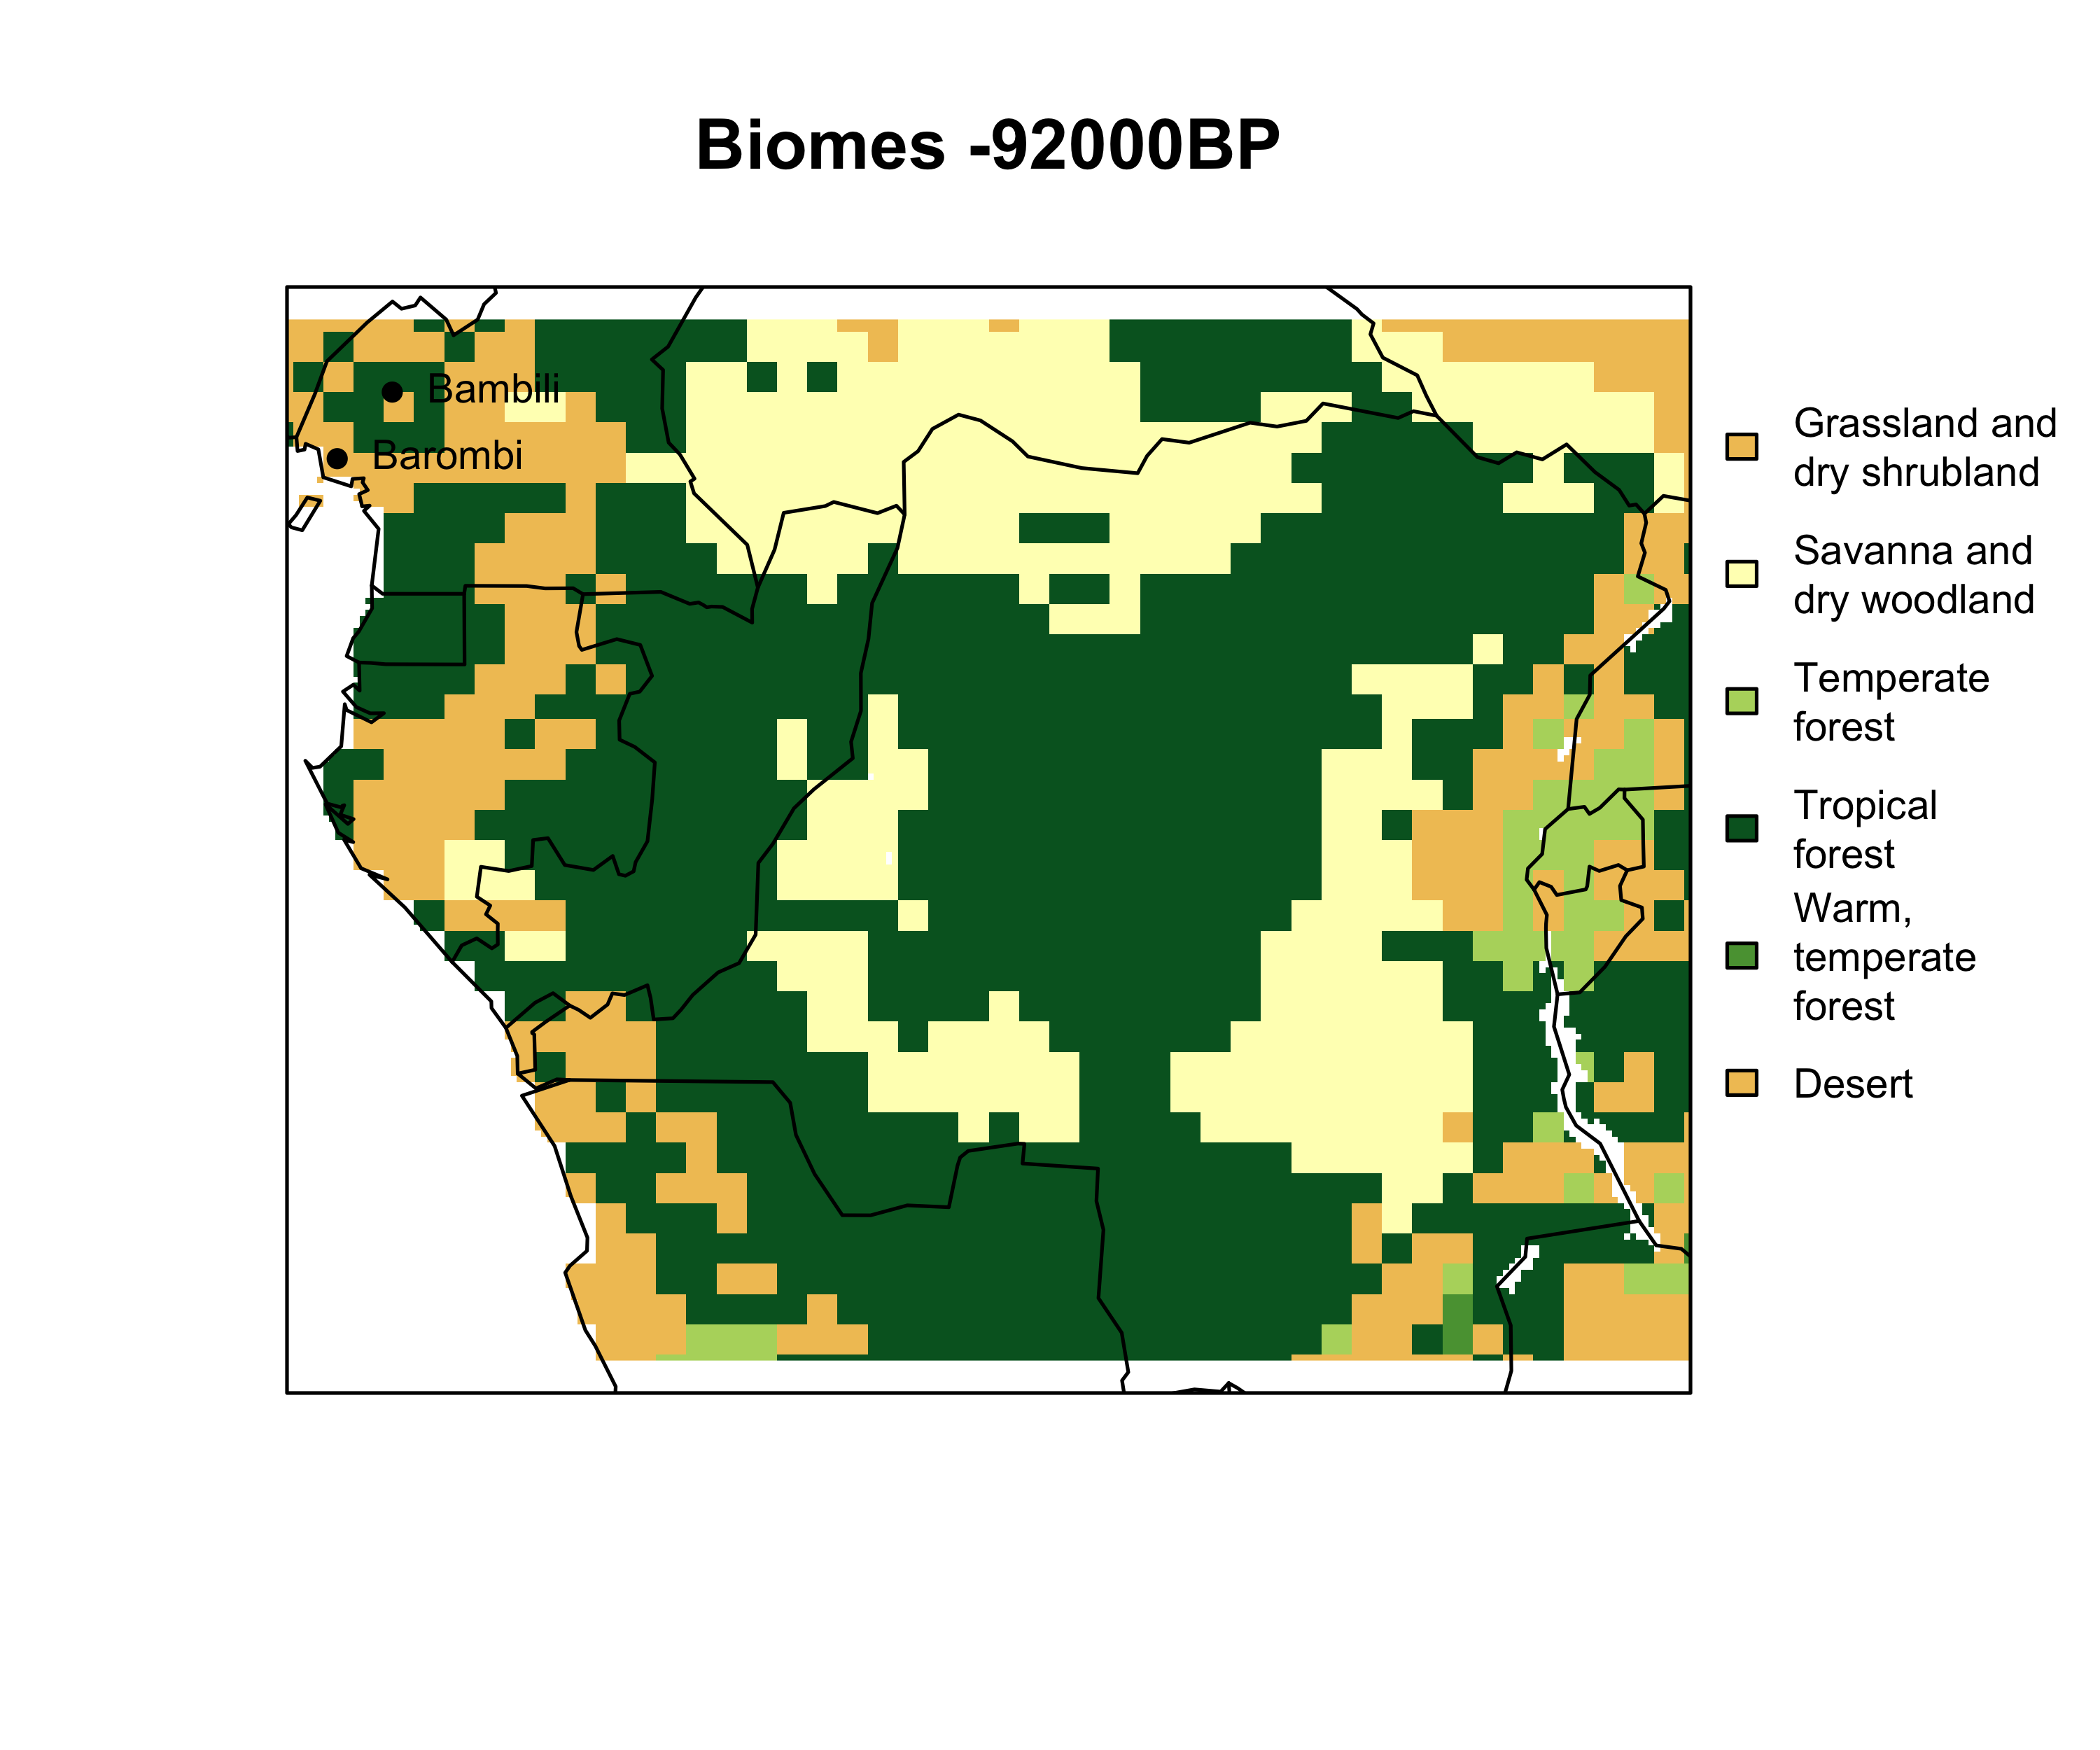 Biomes -92000BP
Bambili
Barombi
Grassland and
dry shrubland
Savanna and
dry woodland
Temperate
forest
Tropical
forest
Warm,
temperate
forest
Desert